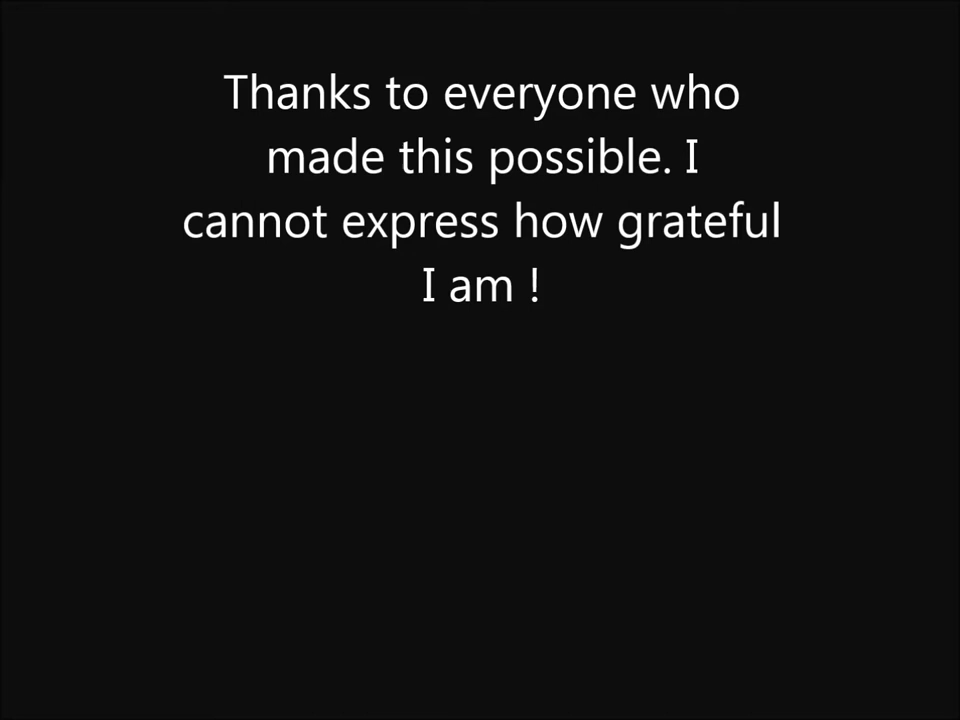 Thanks to everyone who
made this possible. I
cannot express how grateful
I am !